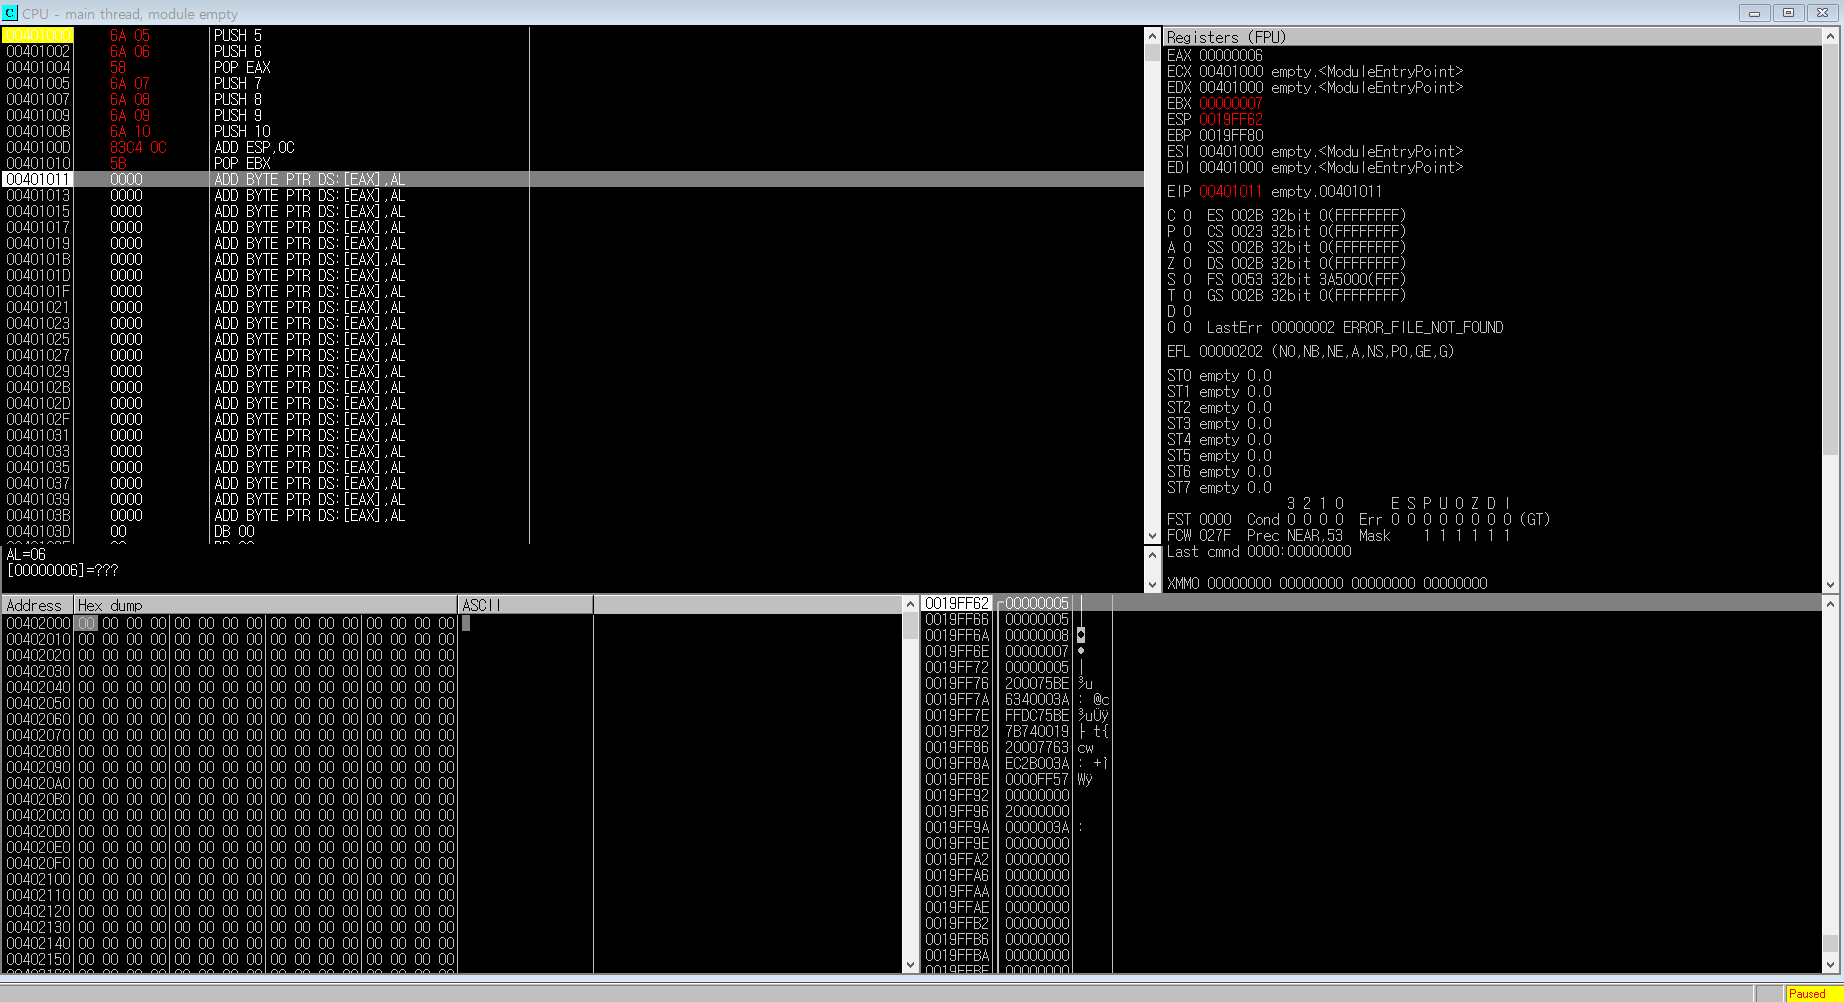 C CPU - main thread, module empty
00401000 6A 05 PUSH 5
00401002 6A 06 PUSH 6
00401004 58 POP EAX
00401005 6A 07 PUSH 7
00401007 6A 08 PUSH 8
00401009 6A 09 PUSH 9
0040100B 6A 10 PUSH 10
0040100D 83C4 0C ADD ESP,0C
00401010 5B POP EBX
00401011 0000 ADD BYTE PTR DS:[EAX],AL
00401013 0000 ADD BYTE PTR DS:[EAX],AL
00401015 0000 ADD BYTE PTR DS:[EAX],AL
00401017 0000 ADD BYTE PTR DS:[EAX],AL
00401019 0000 ADD BYTE PTR DS:[EAX],AL
0040101B 0000 ADD BYTE PTR DS:[EAX],AL
0040101D 0000 ADD BYTE PTR DS:[EAX],AL
0040101F 0000 ADD BYTE PTR DS:[EAX],AL
00401021 0000 ADD BYTE PTR DS:[EAX],AL
00401023 0000 ADD BYTE PTR DS:[EAX],AL
00401025 0000 ADD BYTE PTR DS:[EAX],AL
00401027 0000 ADD BYTE PTR DS:[EAX],AL
00401029 0000 ADD BYTE PTR DS:[EAX],AL
0040102B 0000 ADD BYTE PTR DS:[EAX],AL
0040102D 0000 ADD BYTE PTR DS:[EAX],AL
0040102F 0000 ADD BYTE PTR DS:[EAX],AL
00401031 0000 ADD BYTE PTR DS:[EAX],AL
00401033 0000 ADD BYTE PTR DS:[EAX],AL
00401035 0000 ADD BYTE PTR DS:[EAX],AL
00401037 0000 ADD BYTE PTR DS:[EAX],AL
00401039 0000 ADD BYTE PTR DS:[EAX],AL
0040103B 0000 ADD BYTE PTR DS:[EAX],AL
0040103D 00 DB 00
AL=06
[00000006]=???
Registers (FPU)
EAX 00000006
ECX 00401000 empty.<ModuleEntryPoint>
EDX 00401000 empty.<ModuleEntryPoint>
EBX 00000007
ESP 0019FF62
EBP 0019FF80
ESI 00401000 empty.<ModuleEntryPoint>
EDI 00401000 empty.<ModuleEntryPoint>
EIP 00401011 empty.00401011
C 0 ES 002B 32bit 0(FFFFFFFF)
P 0 CS 0023 32bit 0(FFFFFFFF)
A 0 SS 002B 32bit 0(FFFFFFFF)
Z 0 DS 002B 32bit 0(FFFFFFFF)
S 0 FS 0053 32bit 3A5000(FFF)
T 0 GS 002B 32bit 0(FFFFFFFF)
D 0
O 0 LastErr 00000002 ERROR_FILE_NOT_FOUND
EFL 00000202 (NO,NB,NE,A,NS,PO,GE,G)
ST0 empty 0.0
ST1 empty 0.0
ST2 empty 0.0
ST3 empty 0.0
ST4 empty 0.0
ST5 empty 0.0
ST6 empty 0.0
ST7 empty 0.0
3 2 1 0 E S P U O Z D I
FST 0000 Cond 0 0 0 0 Err 0 0 0 0 0 0 0 0 (GT)
FCW 027F Prec NEAR,53 Mask 1 1 1 1 1 1
Last cmnd 0000:00000000
XMM0 00000000 00000000 00000000 00000000
Address Hex dump ASCII
00402000 00 00 00 00 00 00 00 00 00 00 00 00 00 00 00 00
00402010 00 00 00 00 00 00 00 00 00 00 00 00 00 00 00 00
00402020 00 00 00 00 00 00 00 00 00 00 00 00 00 00 00 00
00402030 00 00 00 00 00 00 00 00 00 00 00 00 00 00 00 00
00402040 00 00 00 00 00 00 00 00 00 00 00 00 00 00 00 00
00402050 00 00 00 00 00 00 00 00 00 00 00 00 00 00 00 00
00402060 00 00 00 00 00 00 00 00 00 00 00 00 00 00 00 00
00402070 00 00 00 00 00 00 00 00 00 00 00 00 00 00 00 00
00402080 00 00 00 00 00 00 00 00 00 00 00 00 00 00 00 00
00402090 00 00 00 00 00 00 00 00 00 00 00 00 00 00 00 00
004020A0 00 00 00 00 00 00 00 00 00 00 00 00 00 00 00 00
004020B0 00 00 00 00 00 00 00 00 00 00 00 00 00 00 00 00
004020C0 00 00 00 00 00 00 00 00 00 00 00 00 00 00 00 00
004020D0 00 00 00 00 00 00 00 00 00 00 00 00 00 00 00 00
004020E0 00 00 00 00 00 00 00 00 00 00 00 00 00 00 00 00
004020F0 00 00 00 00 00 00 00 00 00 00 00 00 00 00 00 00
00402100 00 00 00 00 00 00 00 00 00 00 00 00 00 00 00 00
00402110 00 00 00 00 00 00 00 00 00 00 00 00 00 00 00 00
00402120 00 00 00 00 00 00 00 00 00 00 00 00 00 00 00 00
00402130 00 00 00 00 00 00 00 00 00 00 00 00 00 00 00 00
00402140 00 00 00 00 00 00 00 00 00 00 00 00 00 00 00 00
00402150 00 00 00 00 00 00 00 00 00 00 00 00 00 00 00 00
0019FF62 00000005
0019FF66 00000005
0019FF6A 00000008
0019FF6E 00000007
0019FF72 00000005
0019FF76 200075BE ¾u
0019FF7A 6340003A : @c
0019FF7E FFDC75BE ¾uÜÿ
0019FF82 7B740019 t{
0019FF86 20007763 cw
0019FF8A EC2B003A : +ì
0019FF8E 0000FF57 Wÿ
0019FF92 00000000
0019FF96 20000000
0019FF9A 0000003A :
0019FF9E 00000000
0019FFA2 00000000
0019FFA6 00000000
0019FFAA 00000000
0019FFAE 00000000
0019FFB2 00000000
0019FFB6 00000000
0019FFBA 00000000
0019FFBE 00000000
Paused